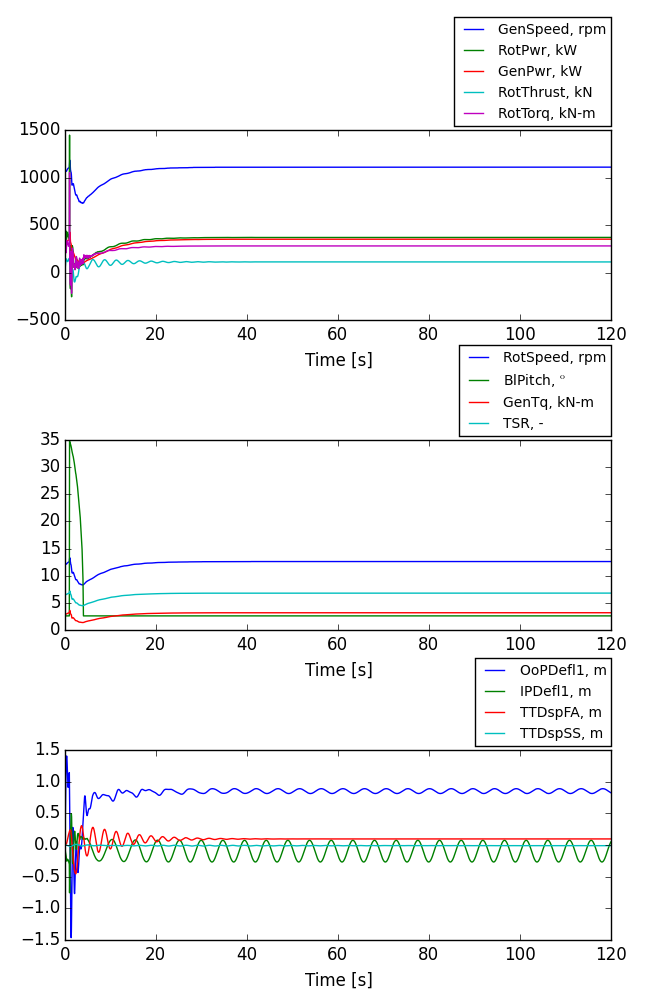 GenSpeed, rpm
RotPwr, kW
GenPwr, kW
RotThrust, kN
RotTorq, kN-m
1500
1000
500
0
−500
0 20 40 60 80 100 120
Time [s]
RotSpeed, rpm
BlPitch, °
GenTq, kN-m
TSR, -
35
30
25
20
15
10
5
0
0 20 40 60 80 100 120
Time [s]
OoPDefl1, m
IPDefl1, m
TTDspFA, m
TTDspSS, m
1.5
1.0
0.5
0.0
−0.5
−1.0
−1.5
0 20 40 60 80 100 120
Time [s]